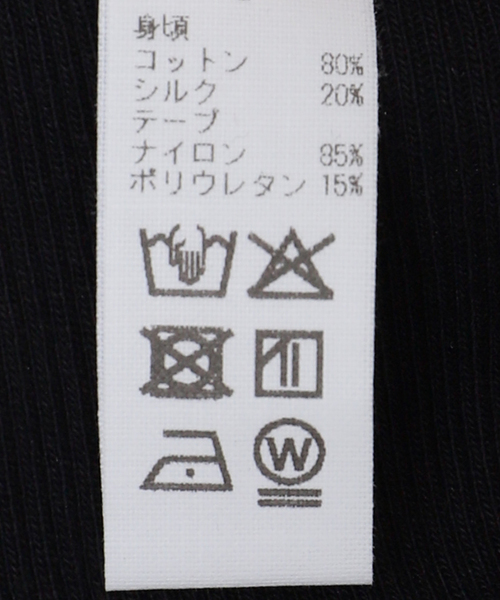 身頃
コットン 80%
シルク 20%
テープ
ナイロン 85%
ポリウレタン 15%
W